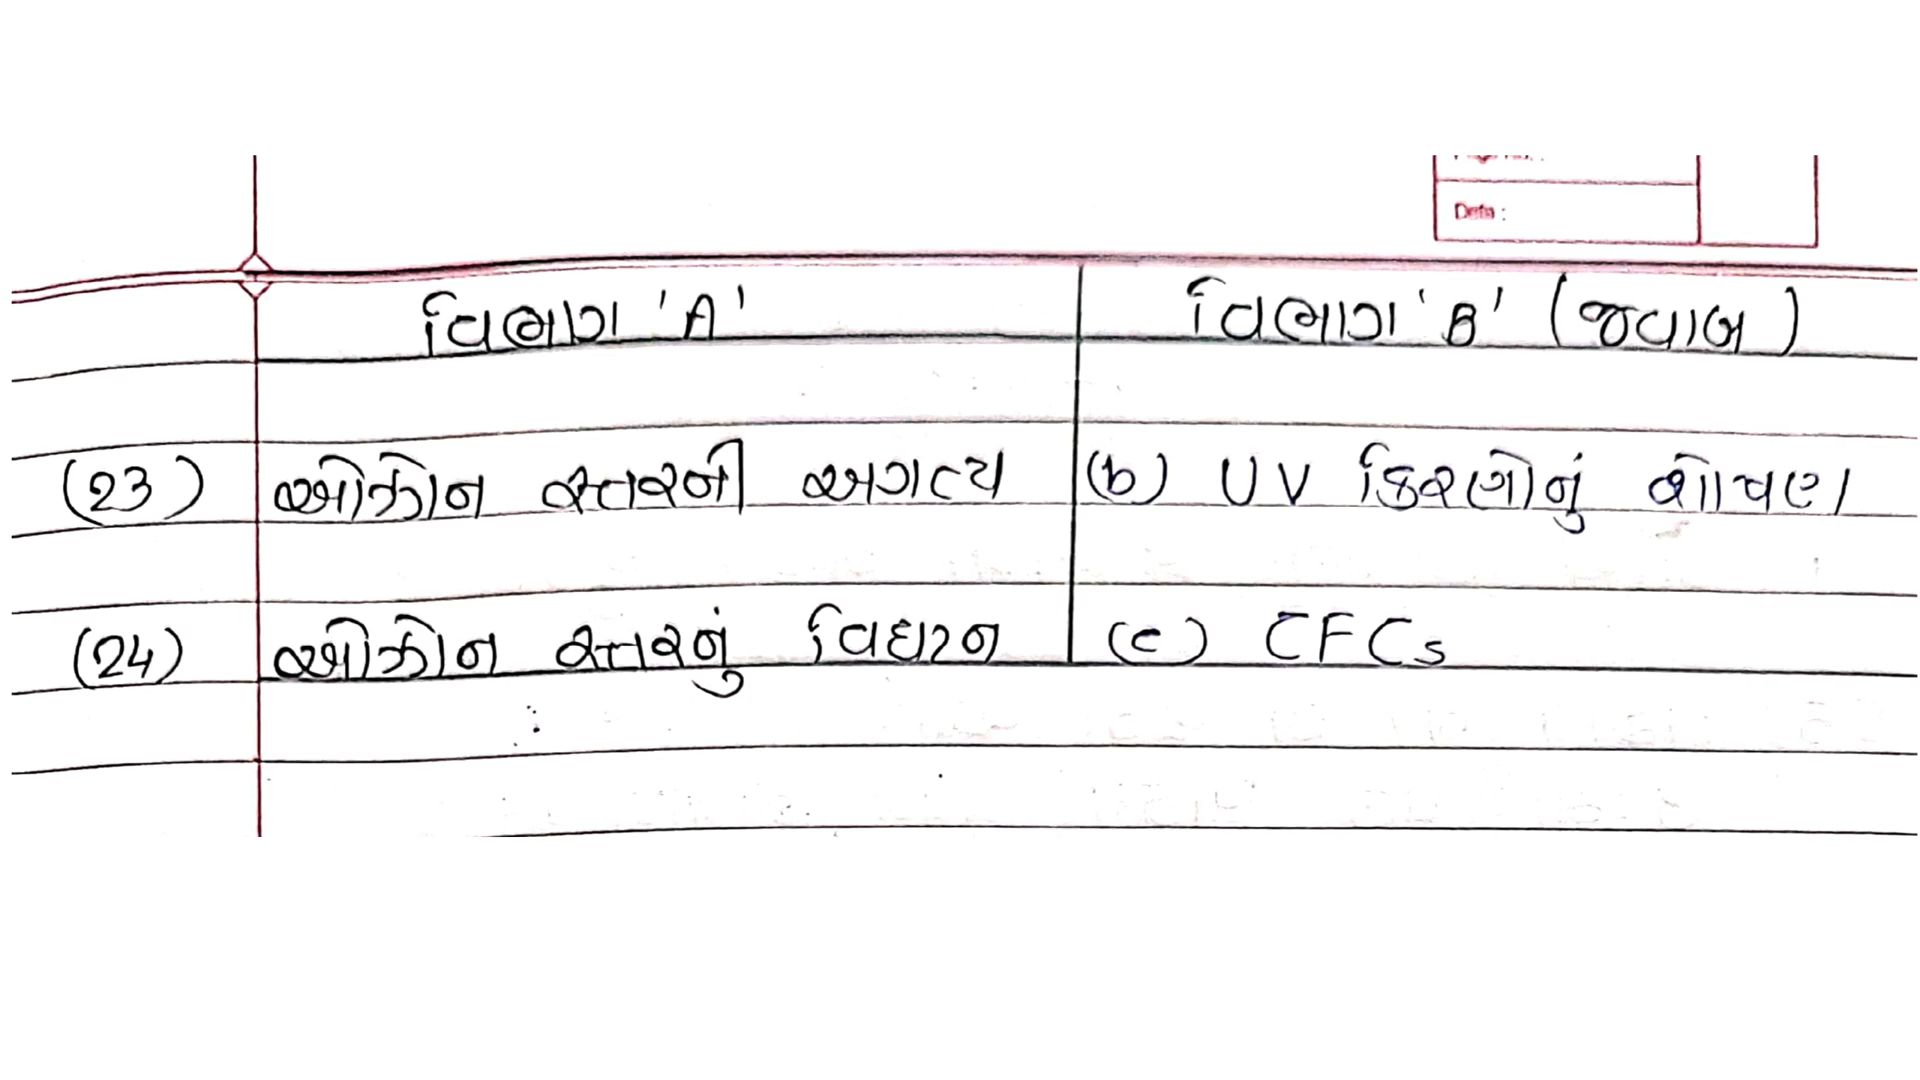 Date :
વિભાગ 'A' વિભાગ 'B' (જવાબ)
(23) ઓઝોન સ્તરની અગત્ય (b) UV કિરણોનું શોષણ
(24) ઓઝોન સ્તરનું વિઘટન (c) CFCs